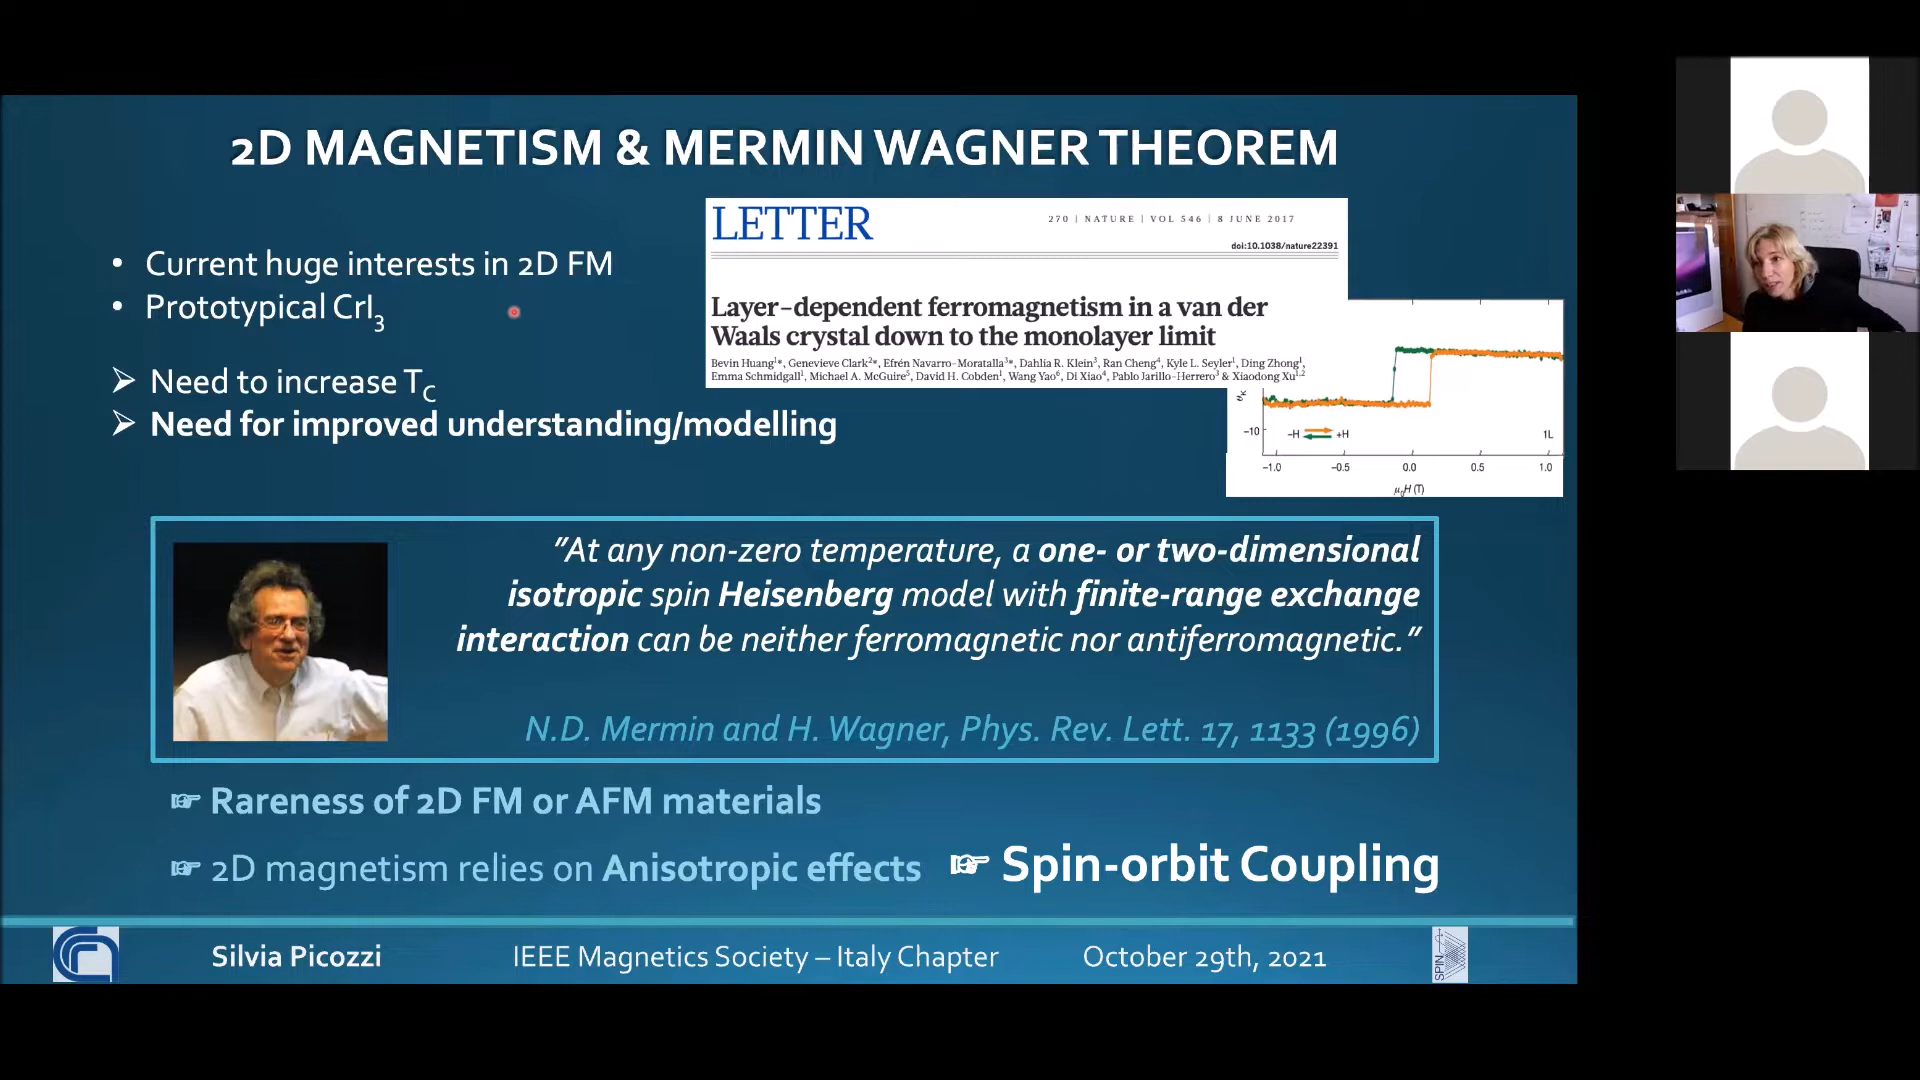 2D MAGNETISM & MERMIN WAGNER THEOREM
• Current huge interests in 2D FM
• Prototypical CrI3
➢ Need to increase TC
➢ Need for improved understanding/modelling
LETTER
270 | NATURE | VOL 546 | 8 JUNE 2017
doi:10.1038/nature22391
Layer-dependent ferromagnetism in a van der
Waals crystal down to the monolayer limit
Bevin Huang1*, Genevieve Clark2*, Efrén Navarro-Moratalla3*, Dahlia R. Klein3, Ran Cheng4, Kyle L. Seyler1, Ding Zhong1,
Emma Schmidgall1, Michael A. McGuire5, David H. Cobden1, Wang Yao6, Di Xiao4, Pablo Jarillo-Herrero3 & Xiaodong Xu1,2
θK
-10
-H +H
1L
-1.0 -0.5 0.0 0.5 1.0
μ0H (T)
"At any non-zero temperature, a one- or two-dimensional
isotropic spin Heisenberg model with finite-range exchange
interaction can be neither ferromagnetic nor antiferromagnetic."
N.D. Mermin and H. Wagner, Phys. Rev. Lett. 17, 1133 (1996)
☞ Rareness of 2D FM or AFM materials
☞ 2D magnetism relies on Anisotropic effects ☞ Spin-orbit Coupling
Silvia Picozzi IEEE Magnetics Society – Italy Chapter October 29th, 2021
SPIN